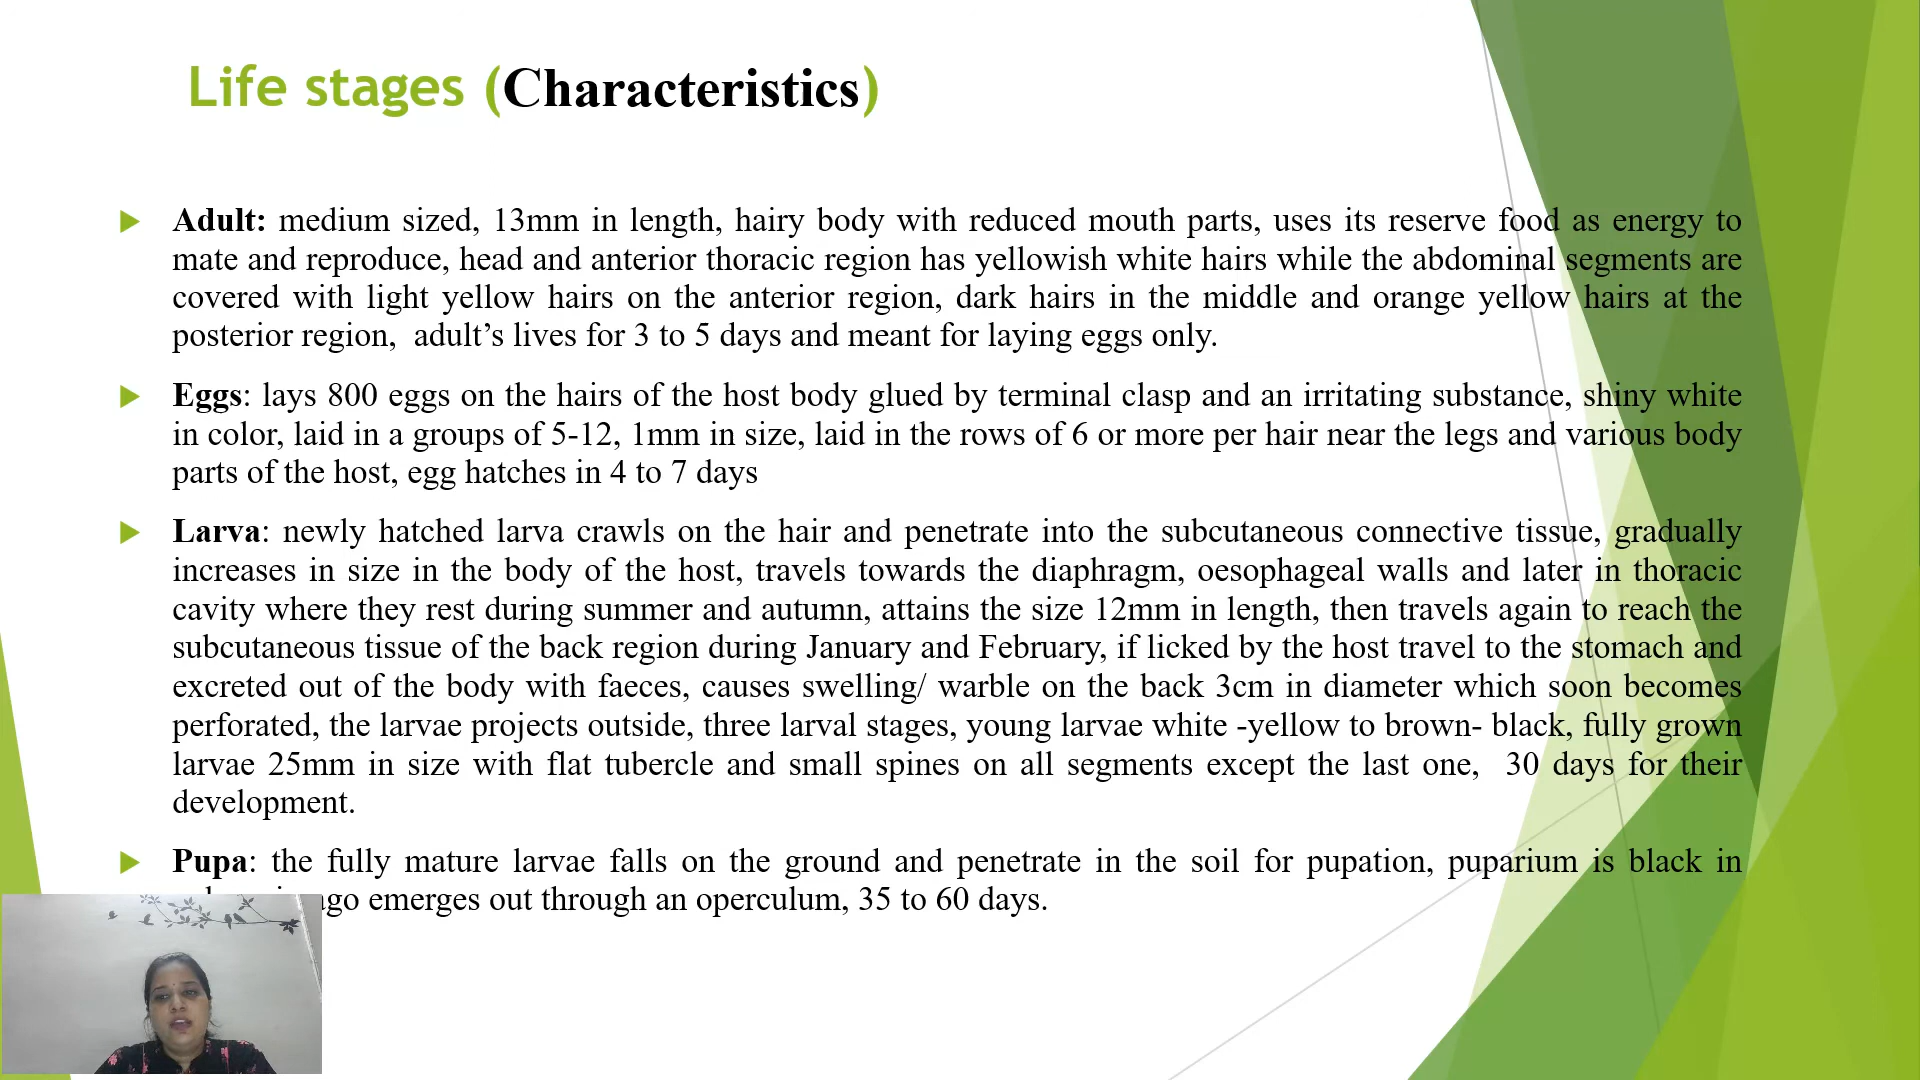 Life stages (Characteristics)
Adult: medium sized, 13mm in length, hairy body with reduced mouth parts, uses its reserve food as energy to
mate and reproduce, head and anterior thoracic region has yellowish white hairs while the abdominal segments are
covered with light yellow hairs on the anterior region, dark hairs in the middle and orange yellow hairs at the
posterior region, adult’s lives for 3 to 5 days and meant for laying eggs only.
Eggs: lays 800 eggs on the hairs of the host body glued by terminal clasp and an irritating substance, shiny white
in color, laid in a groups of 5-12, 1mm in size, laid in the rows of 6 or more per hair near the legs and various body
parts of the host, egg hatches in 4 to 7 days
Larva: newly hatched larva crawls on the hair and penetrate into the subcutaneous connective tissue, gradually
increases in size in the body of the host, travels towards the diaphragm, oesophageal walls and later in thoracic
cavity where they rest during summer and autumn, attains the size 12mm in length, then travels again to reach the
subcutaneous tissue of the back region during January and February, if licked by the host travel to the stomach and
excreted out of the body with faeces, causes swelling/ warble on the back 3cm in diameter which soon becomes
perforated, the larvae projects outside, three larval stages, young larvae white -yellow to brown- black, fully grown
larvae 25mm in size with flat tubercle and small spines on all segments except the last one, 30 days for their
development.
Pupa: the fully mature larvae falls on the ground and penetrate in the soil for pupation, puparium is black in
emerges out through an operculum, 35 to 60 days.